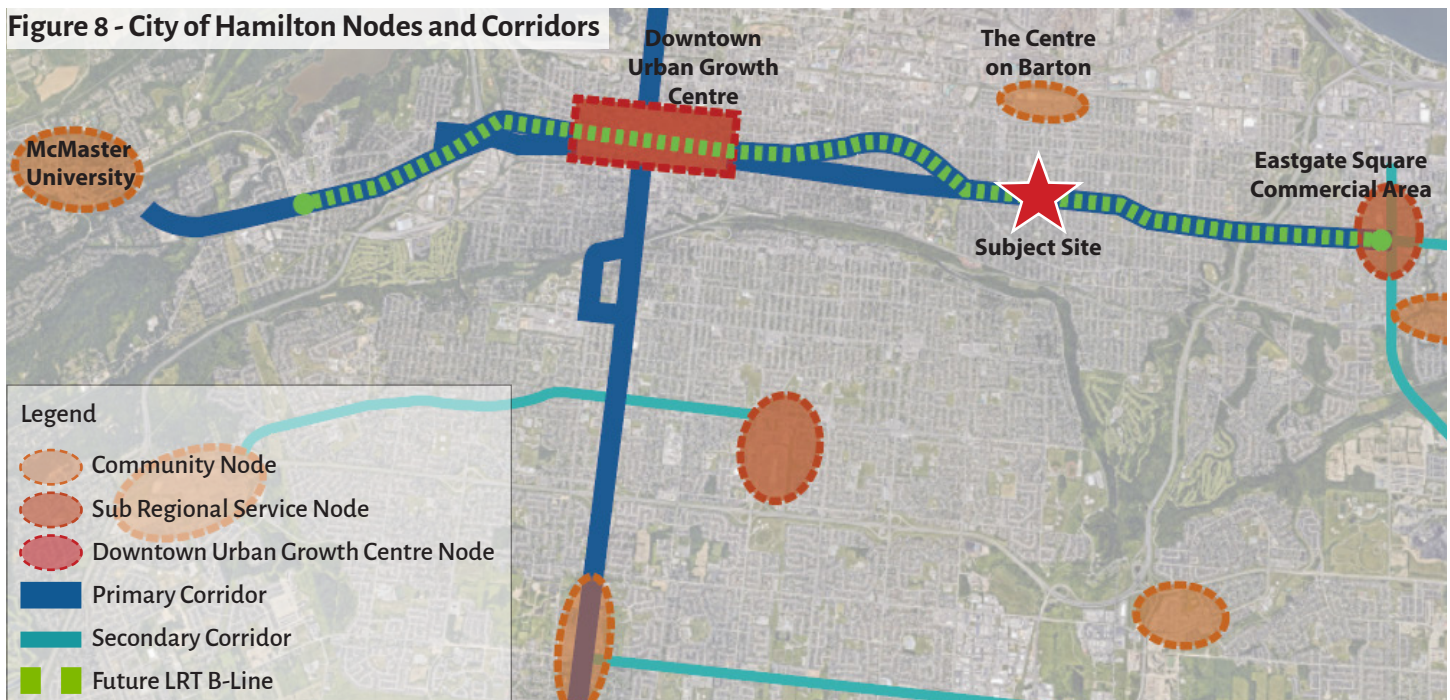 Figure 8 - City of Hamilton Nodes and Corridors
Downtown
Urban Growth
Centre
The Centre
on Barton
McMaster
University
Eastgate Square
Commercial Area
Subject Site
Legend
Community Node
Sub Regional Service Node
Downtown Urban Growth Centre Node
Primary Corridor
Secondary Corridor
Future LRT B-Line